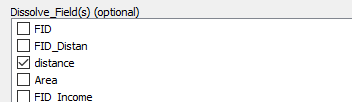 Dissolve_Field(s) (optional)
FID
FID_Distan
distance
Area
FID_Income